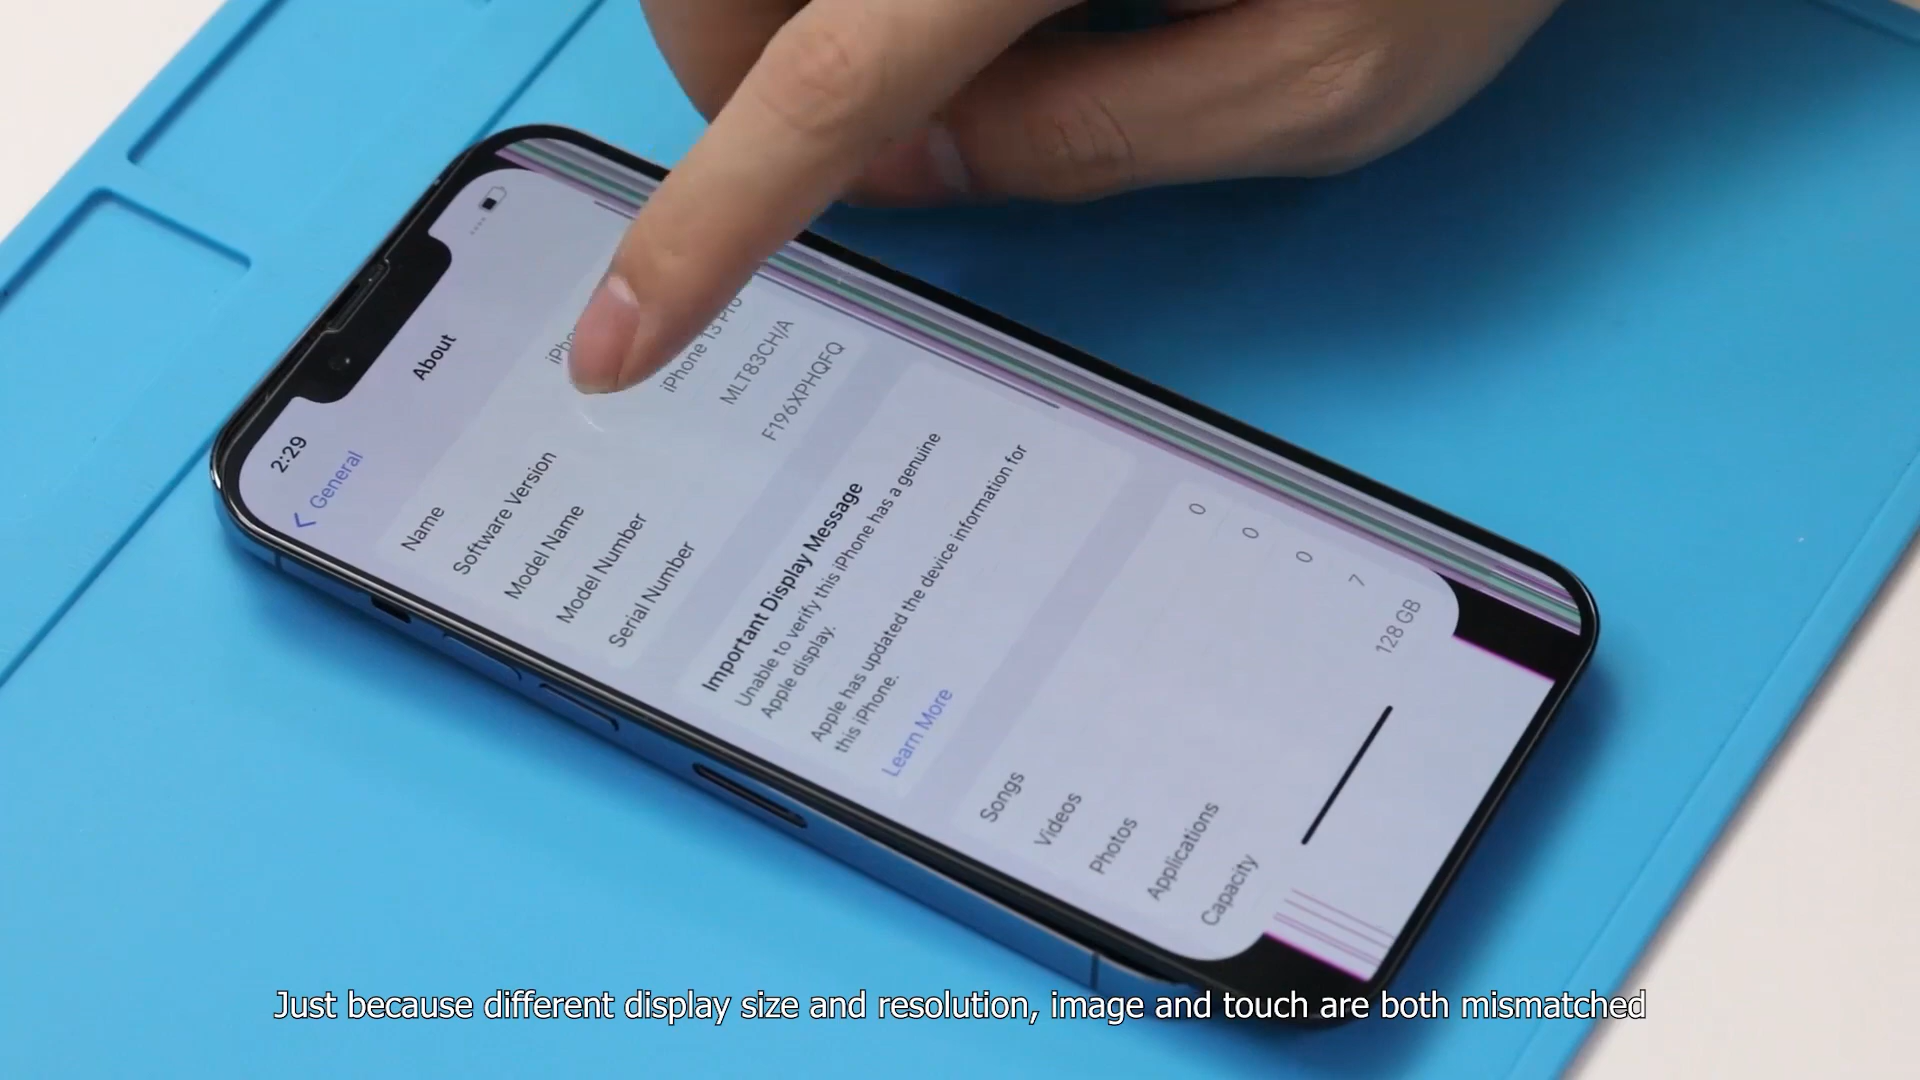 2:29
General
About
Name
Software Version
Model Name
iPhone 13 Pro
Model Number
MLT83CH/A
Serial Number
F196XPHQFQ
Important Display Message
Unable to verify this iPhone has a genuine
Apple display.
Apple has updated the device information for
this iPhone.
Learn More
Songs
0
Videos
0
Photos
0
Applications
7
Capacity
128 GB
Just because different display size and resolution, image and touch are both mismatched